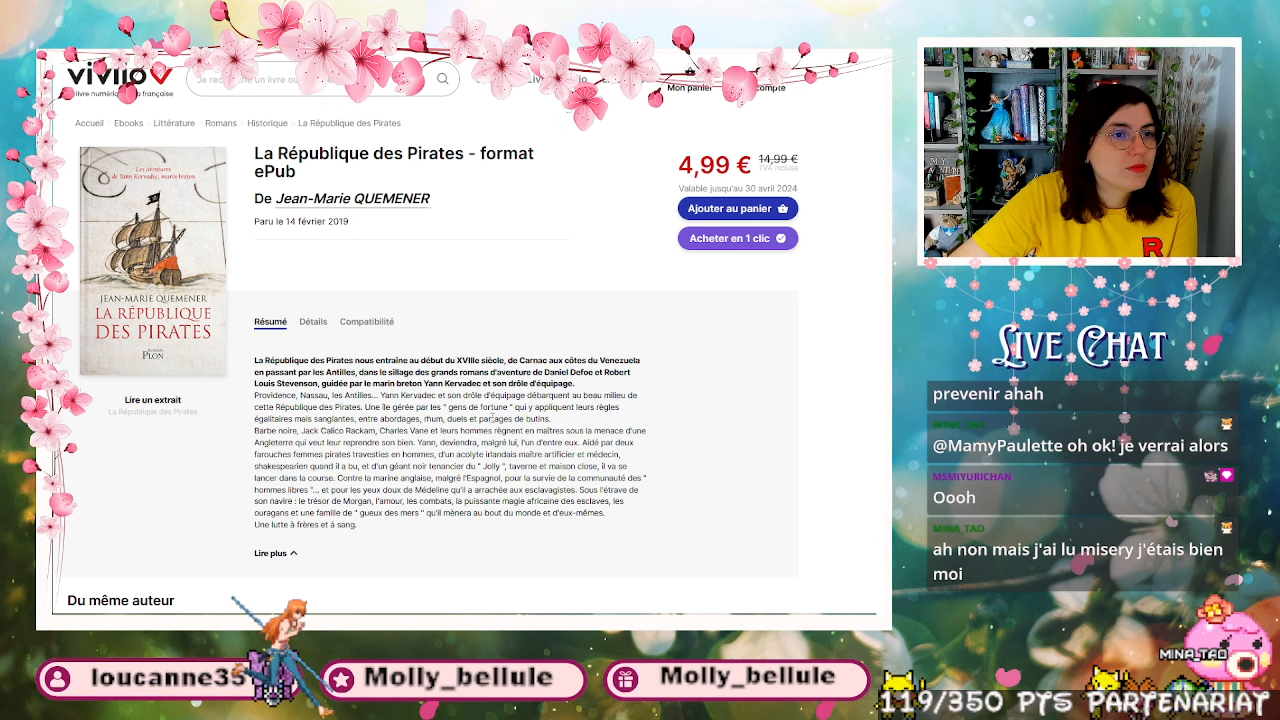 vivlio
livre numérique à la française
Je
un livre ou
Mon panier
compte
Accueil Ebooks Littérature Romans Historique La République des Pirates
Les aventures
de Yann Kervadec, marin breton
JEAN-MARIE QUEMENER
LA RÉPUBLIQUE
DES PIRATES
ROMAN
PLON
Lire un extrait
La République des Pirates
La République des Pirates - format
ePub
De Jean-Marie QUEMENER
Paru le 14 février 2019
4,99 € 14,99 €
TVA incluse
Valable jusqu'au 30 avril 2024
Ajouter au panier
Acheter en 1 clic
Résumé Détails Compatibilité
La République des Pirates nous entraîne au début du XVIIIe siècle, de Carnac aux côtes du Venezuela
en passant par les Antilles, dans le sillage des grands romans d'aventure de Daniel Defoe et Robert
Louis Stevenson, guidée par le marin breton Yann Kervadec et son drôle d'équipage.
Providence, Nassau, les Antilles... Yann Kervadec et son drôle d'équipage débarquent au beau milieu de
cette République des Pirates. Une île gérée par les " gens de fortune " qui y appliquent leurs règles
égalitaires mais sanglantes, entre abordages, rhum, duels et partages de butins.
Barbe noire, Jack Calico Rackam, Charles Vane et leurs hommes règnent en maîtres sous la menace d'une
Angleterre qui veut leur reprendre son bien. Yann, deviendra, malgré lui, l'un d'entre eux. Aidé par deux
farouches femmes pirates travesties en hommes, d'un acolyte irlandais maître artificier et médecin,
shakespearien quand il a bu, et d'un géant noir tenancier du " Jolly ", taverne et maison close, il va se
lancer dans la course. Contre la marine anglaise, malgré l'Espagnol, pour la survie de la communauté des "
hommes libres "... et pour les yeux doux de Médeline qu'il a arrachée aux esclavagistes. Sous l'étrave de
son navire : le trésor de Morgan, l'amour, les combats, la puissante magie africaine des esclaves, les
ouragans et une famille de " gueux des mers " qu'il mènera au bout du monde et d'eux-mêmes.
Une lutte à frères et à sang.
Lire plus
Du même auteur
R
LIVE CHAT
prevenir ahah
MINA_TAO
@MamyPaulette oh ok! je verrai alors
MSMIYURICHAN
Oooh
MINA_TAO
ah non mais j'ai lu misery j'étais bien
moi
MINA_TAO
loucanne35
Molly_bellule
Molly_bellule
119/350 PTS PARTENARIAT